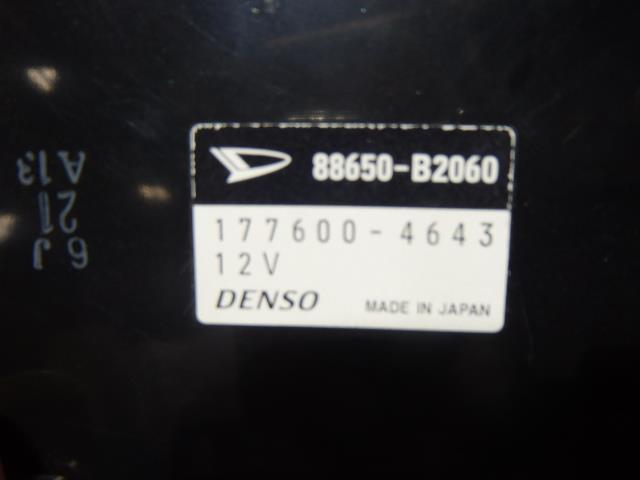 88650-B2060
177600-4643
12V
DENSO MADE IN JAPAN
6J
21
A13